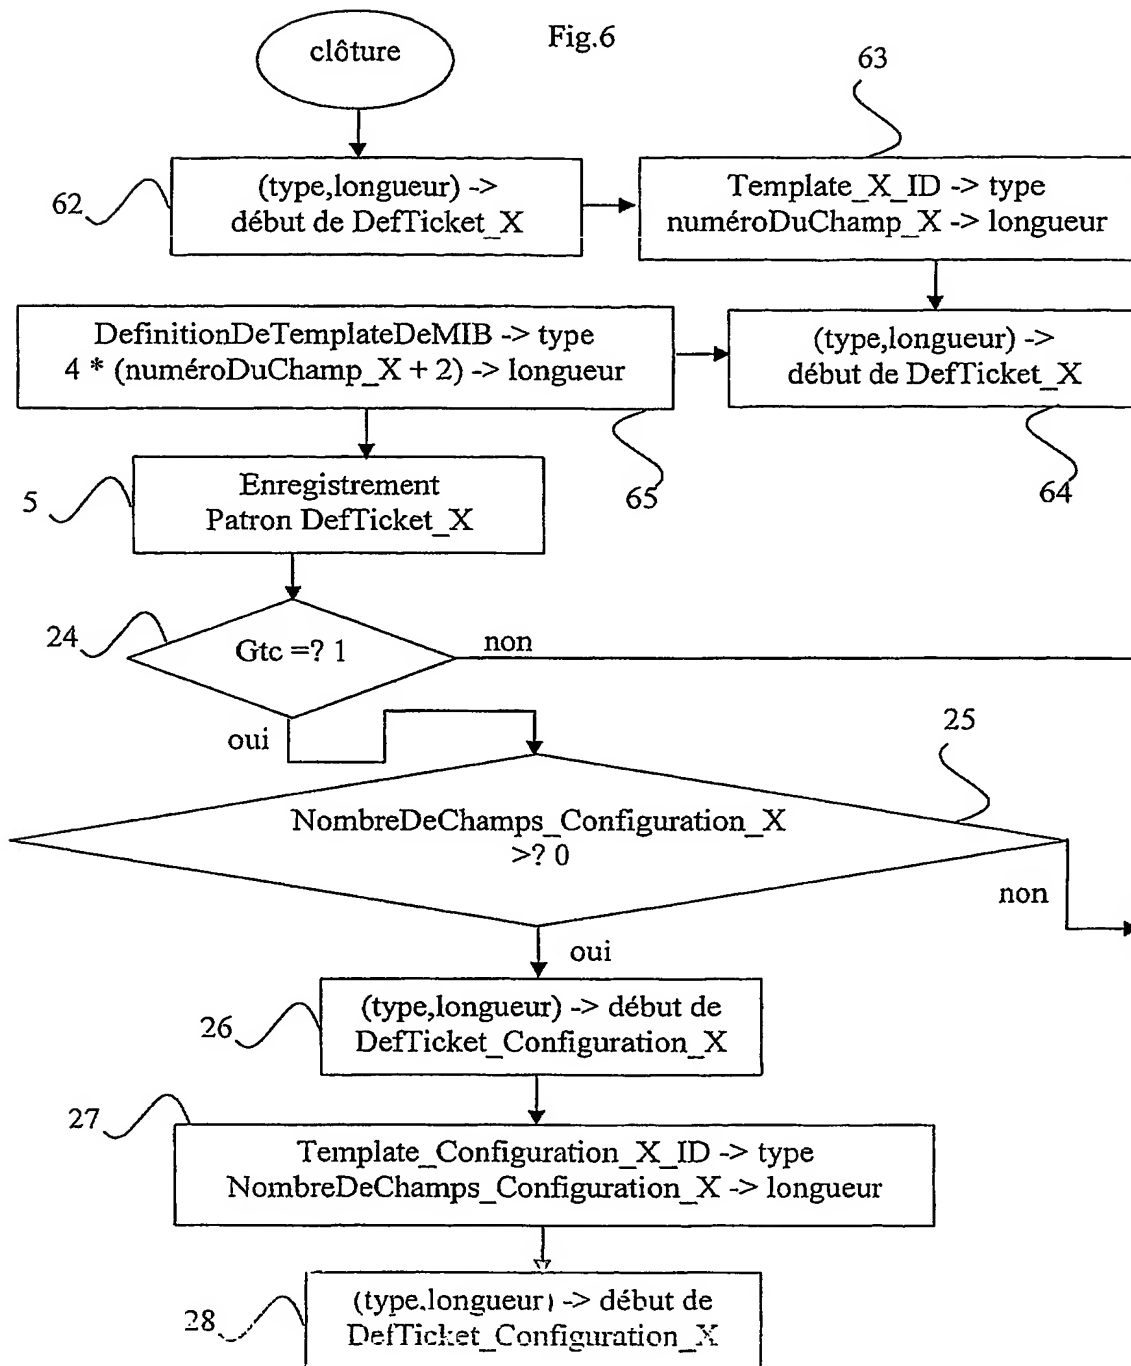 Fig.6
clôture
63
62
(type,longueur) ->
début de DefTicket_X
Template_X_ID -> type
numéroDuChamp_X -> longueur
DefinitionDeTemplateDeMIB -> type
4 * (numéroDuChamp_X + 2) -> longueur
(type,longueur) ->
début de DefTicket_X
65
64
5
Enregistrement
Patron DefTicket_X
24
Gtc =? 1
non
oui
25
NombreDeChamps_Configuration_X
>? 0
non
oui
26
(type,longueur) -> début de
DefTicket_Configuration_X
27
Template_Configuration_X_ID -> type
NombreDeChamps_Configuration_X -> longueur
28
(type,longueur) -> début de
DefTicket_Configuration_X